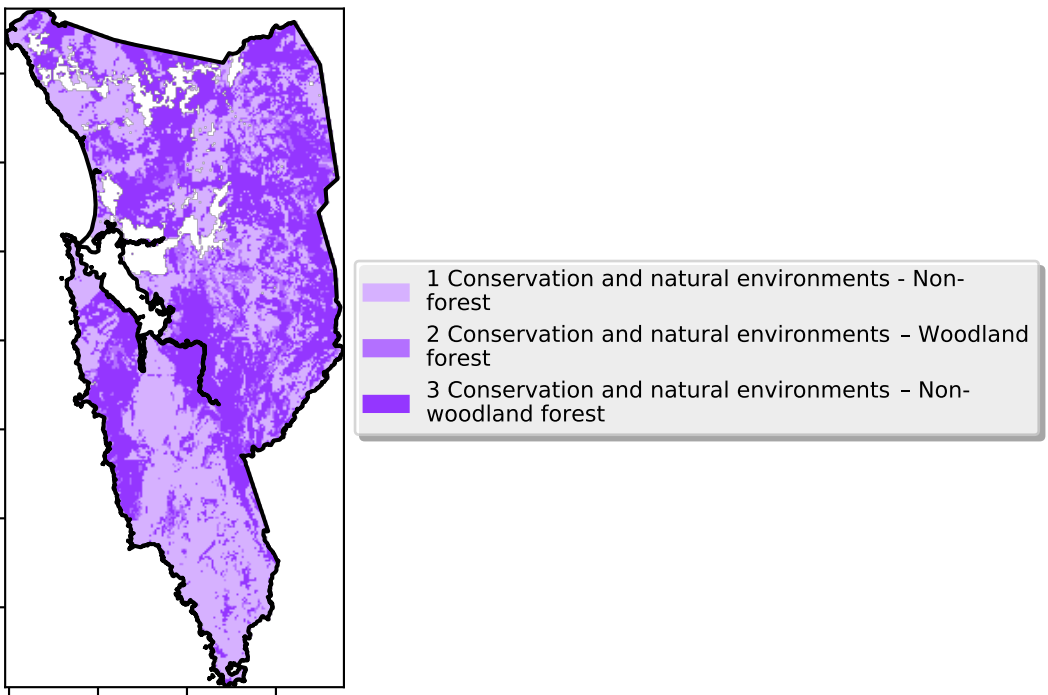 1 Conservation and natural environments - Non-
forest
2 Conservation and natural environments – Woodland
forest
3 Conservation and natural environments – Non-
woodland forest